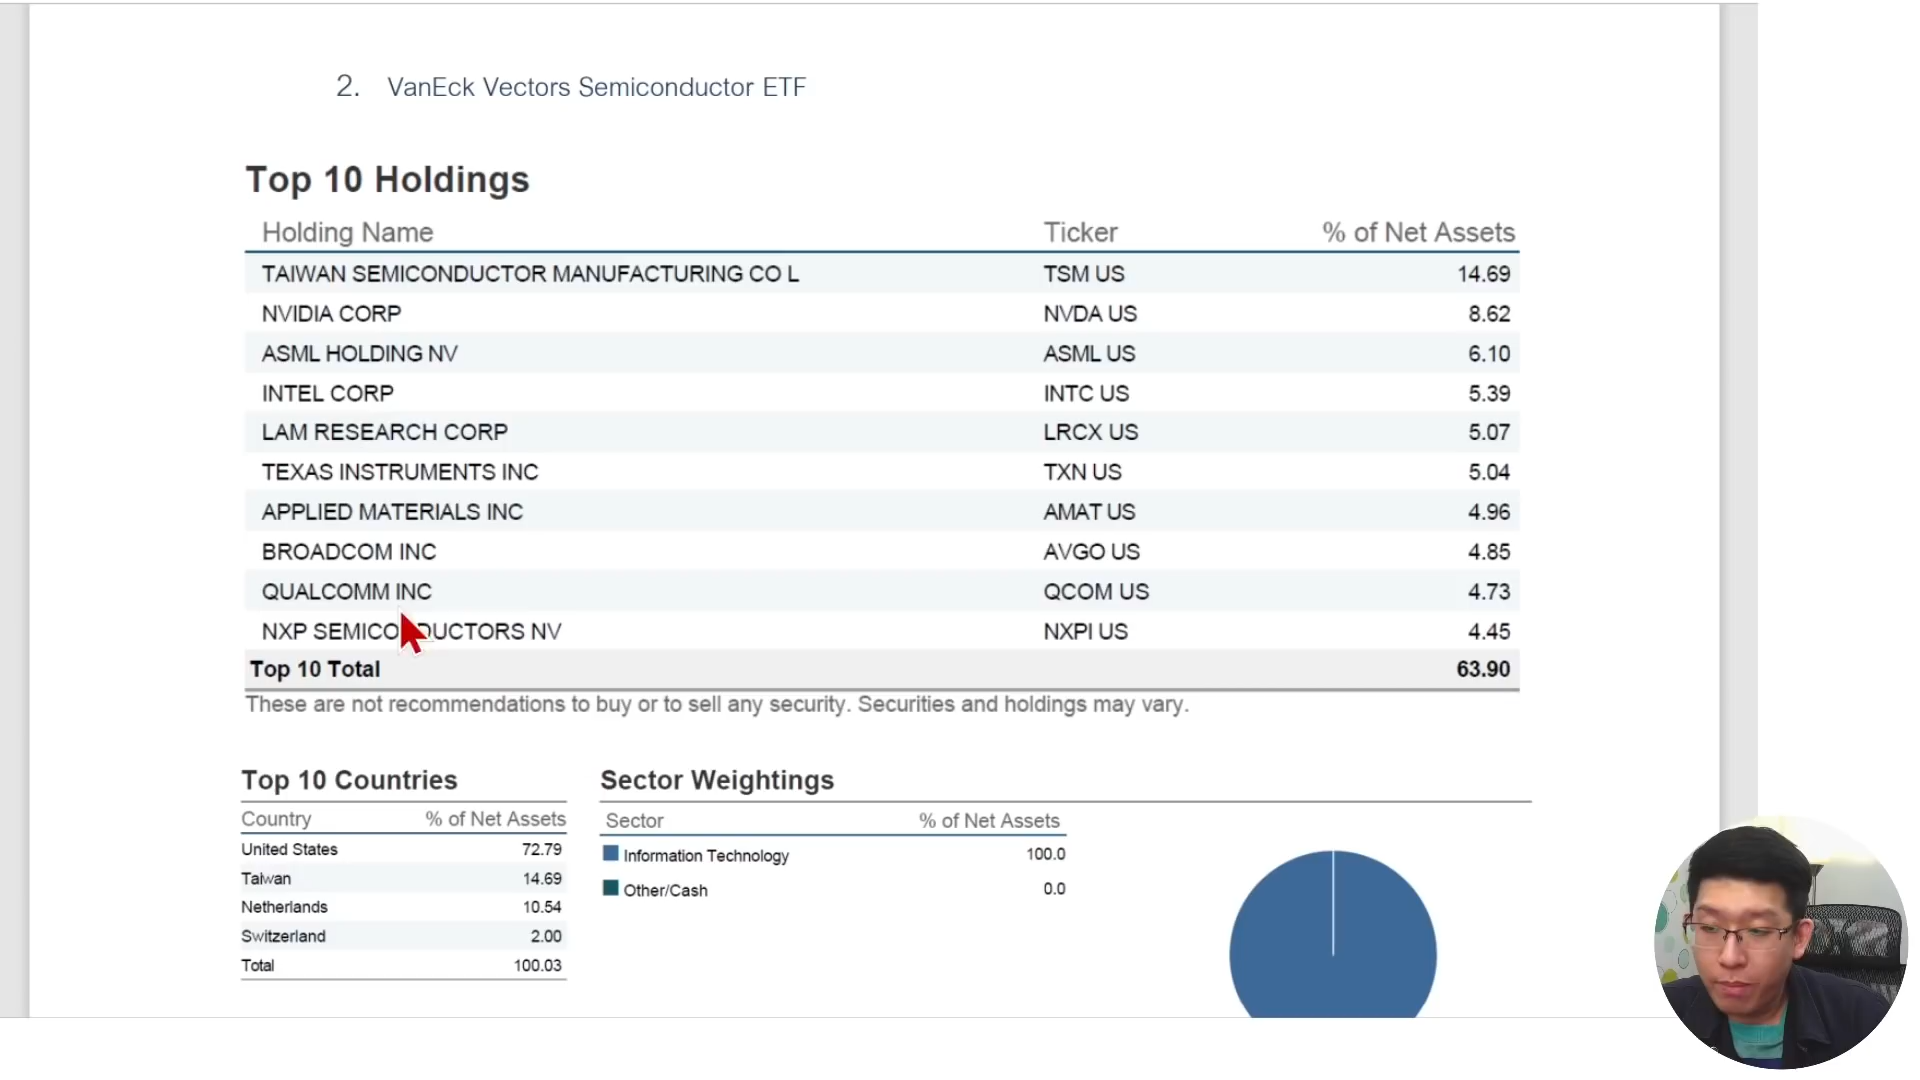 2. VanEck Vectors Semiconductor ETF
Top 10 Holdings
Holding Name Ticker % of Net Assets
TAIWAN SEMICONDUCTOR MANUFACTURING CO L TSM US 14.69
NVIDIA CORP NVDA US 8.62
ASML HOLDING NV ASML US 6.10
INTEL CORP INTC US 5.39
LAM RESEARCH CORP LRCX US 5.07
TEXAS INSTRUMENTS INC TXN US 5.04
APPLIED MATERIALS INC AMAT US 4.96
BROADCOM INC AVGO US 4.85
QUALCOMM INC QCOM US 4.73
NXP SEMICONDUCTORS NV NXPI US 4.45
Top 10 Total 63.90
These are not recommendations to buy or to sell any security. Securities and holdings may vary.
Top 10 Countries
Country % of Net Assets
United States 72.79
Taiwan 14.69
Netherlands 10.54
Switzerland 2.00
Total 100.03
Sector Weightings
Sector % of Net Assets
Information Technology 100.0
Other/Cash 0.0